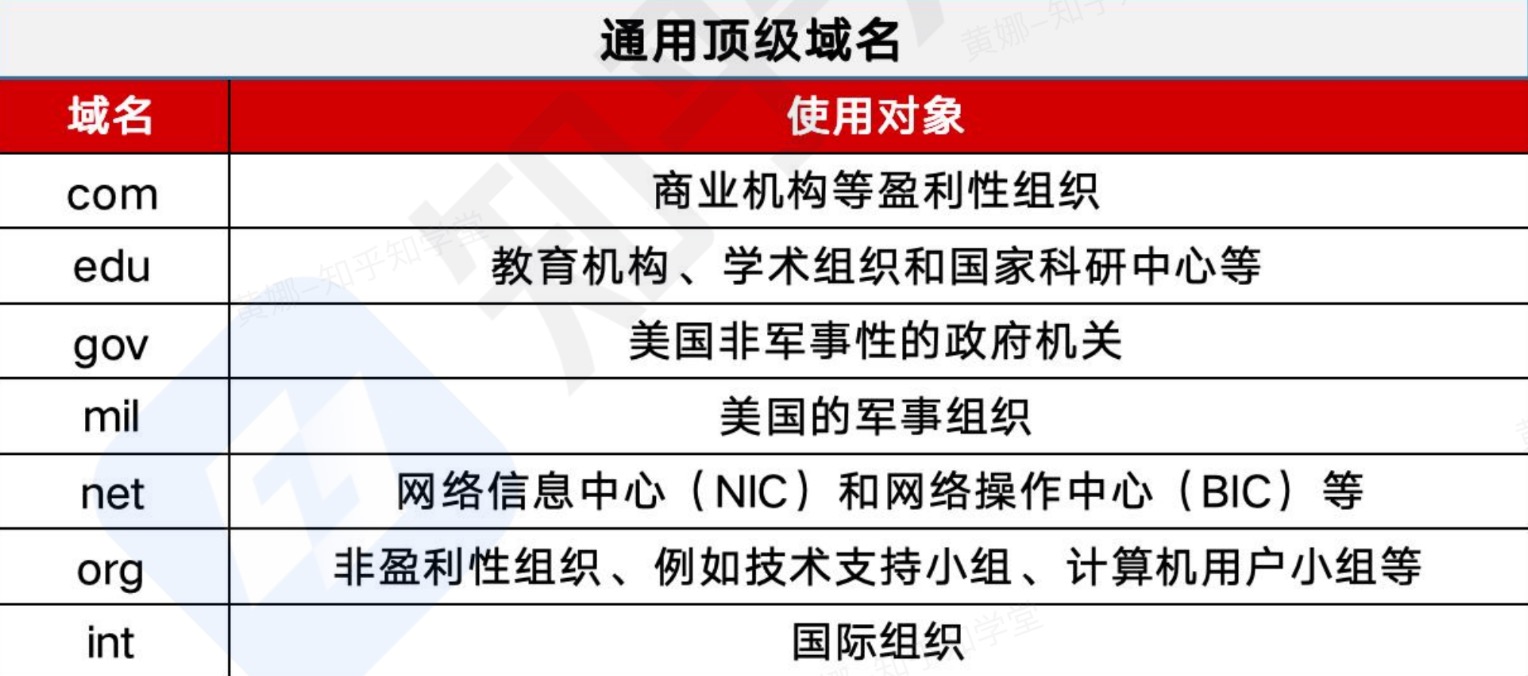 通用顶级域名
域名 使用对象
com 商业机构等盈利性组织
edu 教育机构、学术组织和国家科研中心等
gov 美国非军事性的政府机关
mil 美国的军事组织
net 网络信息中心（NIC）和网络操作中心（BIC）等
org 非盈利性组织、例如技术支持小组、计算机用户小组等
int 国际组织
黄娜-知乎知学堂